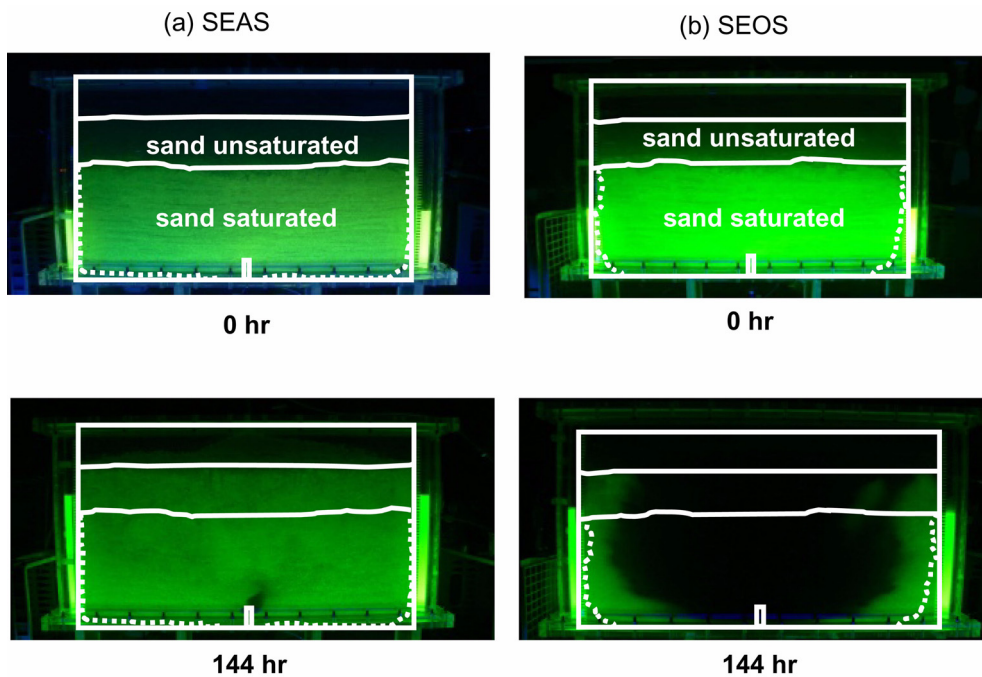 (a) SEAS
(b) SEOS
sand unsaturated
sand saturated
0 hr
sand unsaturated
sand saturated
0 hr
144 hr
144 hr